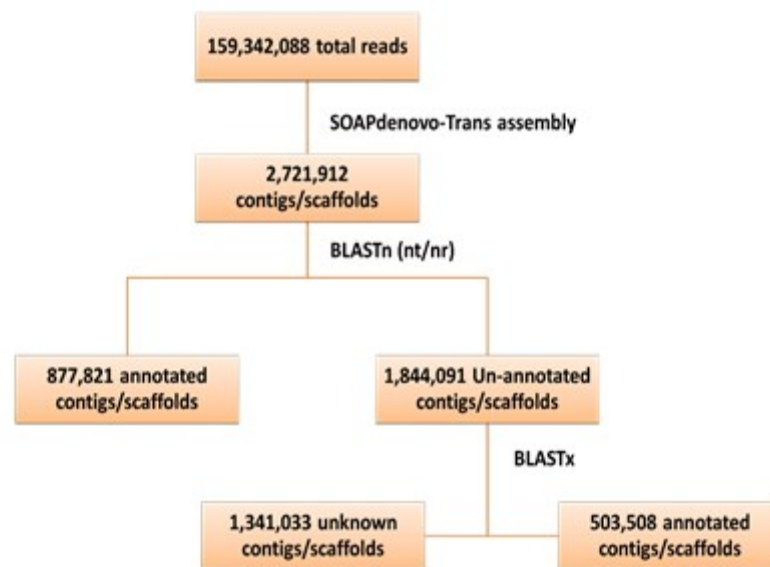 159,342,088 total reads
SOAPdenovo-Trans assembly
2,721,912
contigs/scaffolds
BLASTn (nt/nr)
877,821 annotated
contigs/scaffolds
1,844,091 Un-annotated
contigs/scaffolds
BLASTx
1,341,033 unknown
contigs/scaffolds
503,508 annotated
contigs/scaffolds